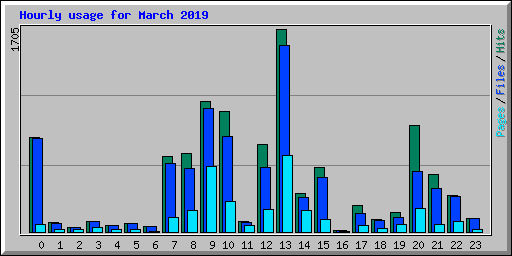 Hourly usage for March 2019
1705
Pages/Files/Hits
0 1 2 3 4 5 6 7 8 9 10 11 12 13 14 15 16 17 18 19 20 21 22 23